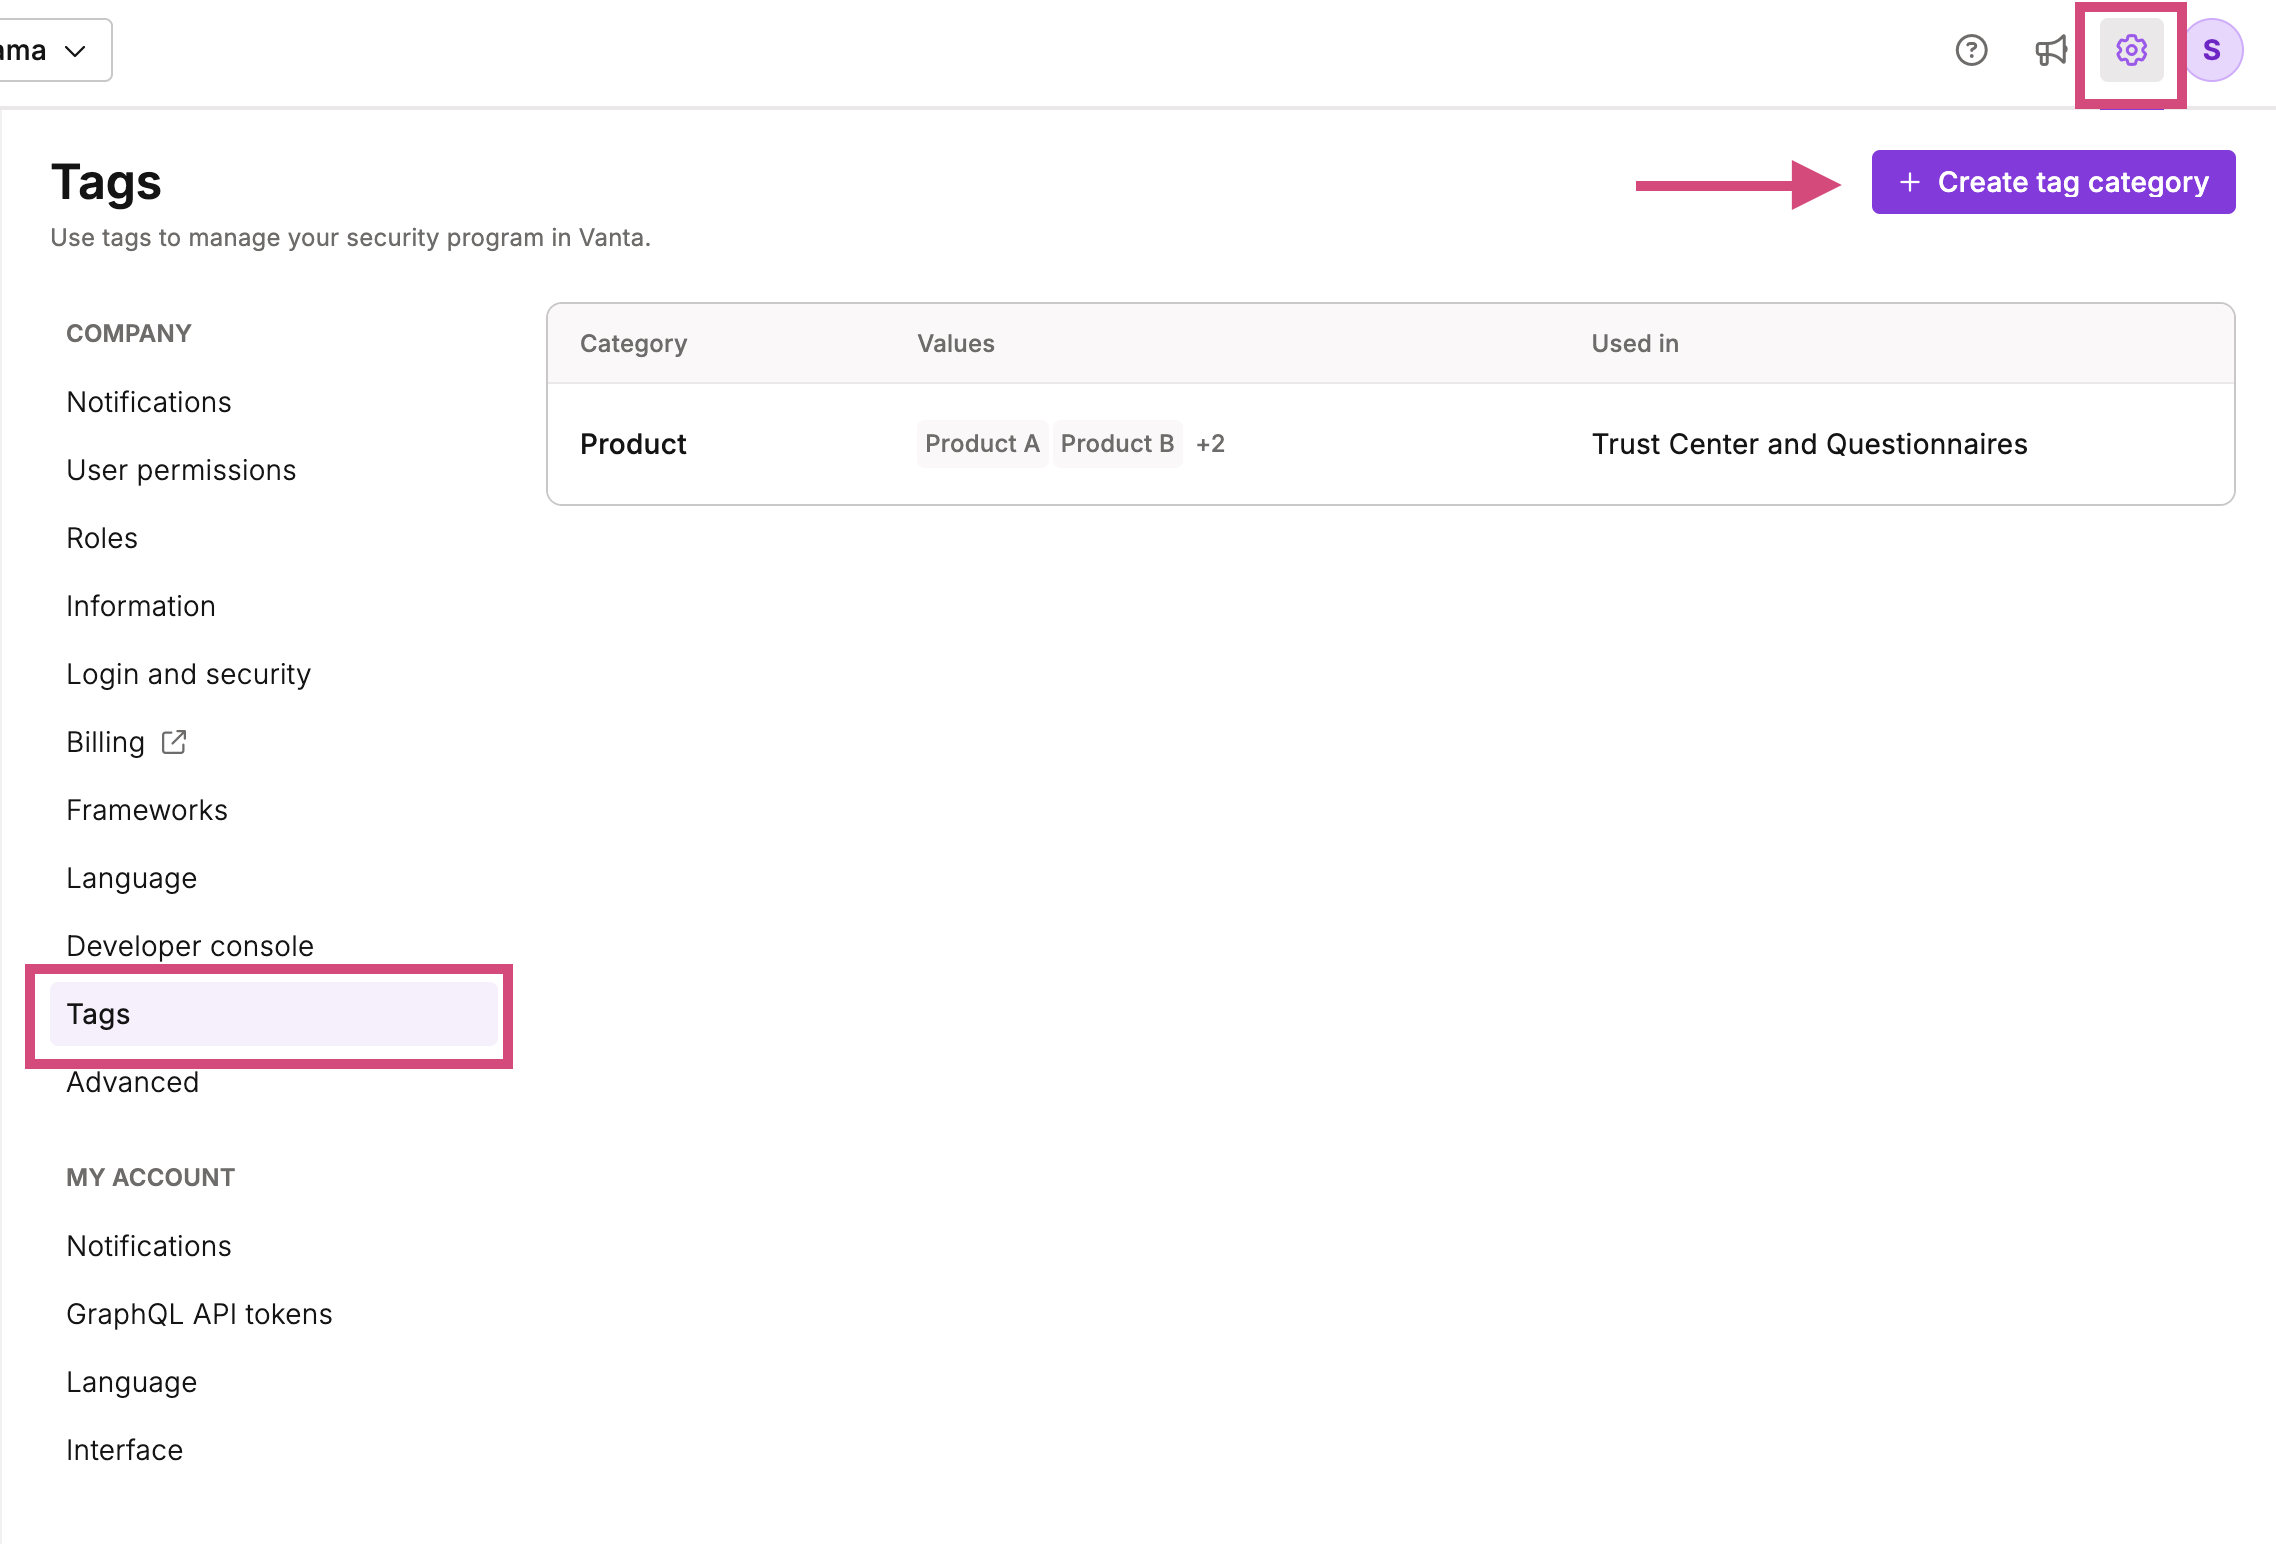 S
Tags
+ Create tag category
Use tags to manage your security program in Vanta.
COMPANY
Notifications
User permissions
Roles
Information
Login and security
Billing
Frameworks
Language
Developer console
Tags
Advanced
MY ACCOUNT
Notifications
GraphQL API tokens
Language
Interface
Category Values Used in
Product Product A Product B +2 Trust Center and Questionnaires